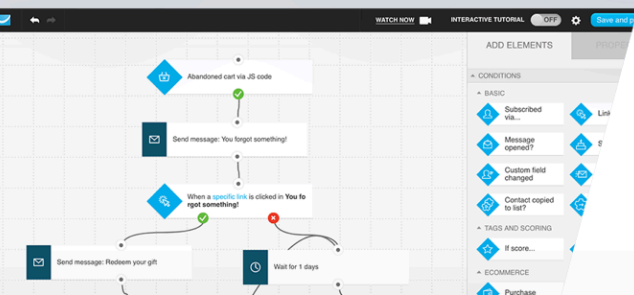 WATCH NOW
INTERACTIVE TUTORIAL
OFF
Save and p
ADD ELEMENTS
PROPE
Abandoned cart via JS code
Send message: You forgot something!
When a specific link is clicked in You fo
rgot something!
Send message: Redeem your gift
Wait for 1 days
CONDITIONS
BASIC
Subscribed
via...
Link
Message
opened?
S
Custom field
changed
Contact copied
to list?
TAGS AND SCORING
If score...
ECOMMERCE
Purchase